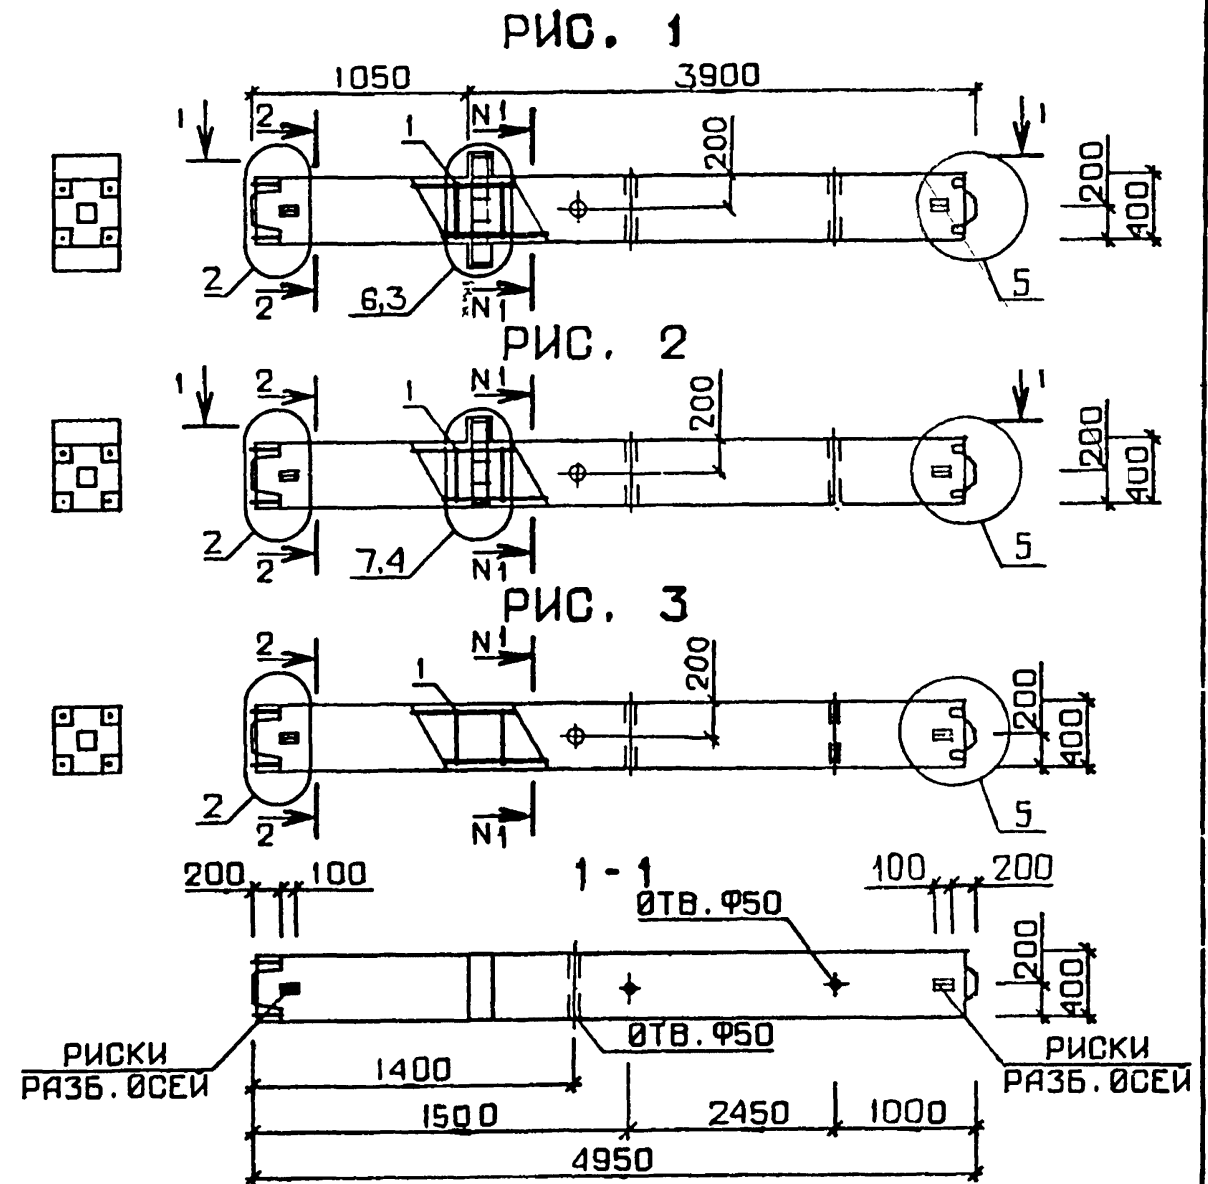 РИС. 1
1050 3900
1 2 N1 1 1
200 200 400
2 2 6,3 N1 5
РИС. 2
1 2 N1 1 1
200 200 400
2 2 7,4 N1 5
РИС. 3
2 N1 1
200 200 400
2 2 N1 5
1-1
200 100 100 200
ОТВ. Ф50
200 400
ОТВ. Ф50
РИСКИ
РАЗБ. ОСЕЙ
РИСКИ
РАЗБ. ОСЕЙ
1400
1500 2450 1000
4950